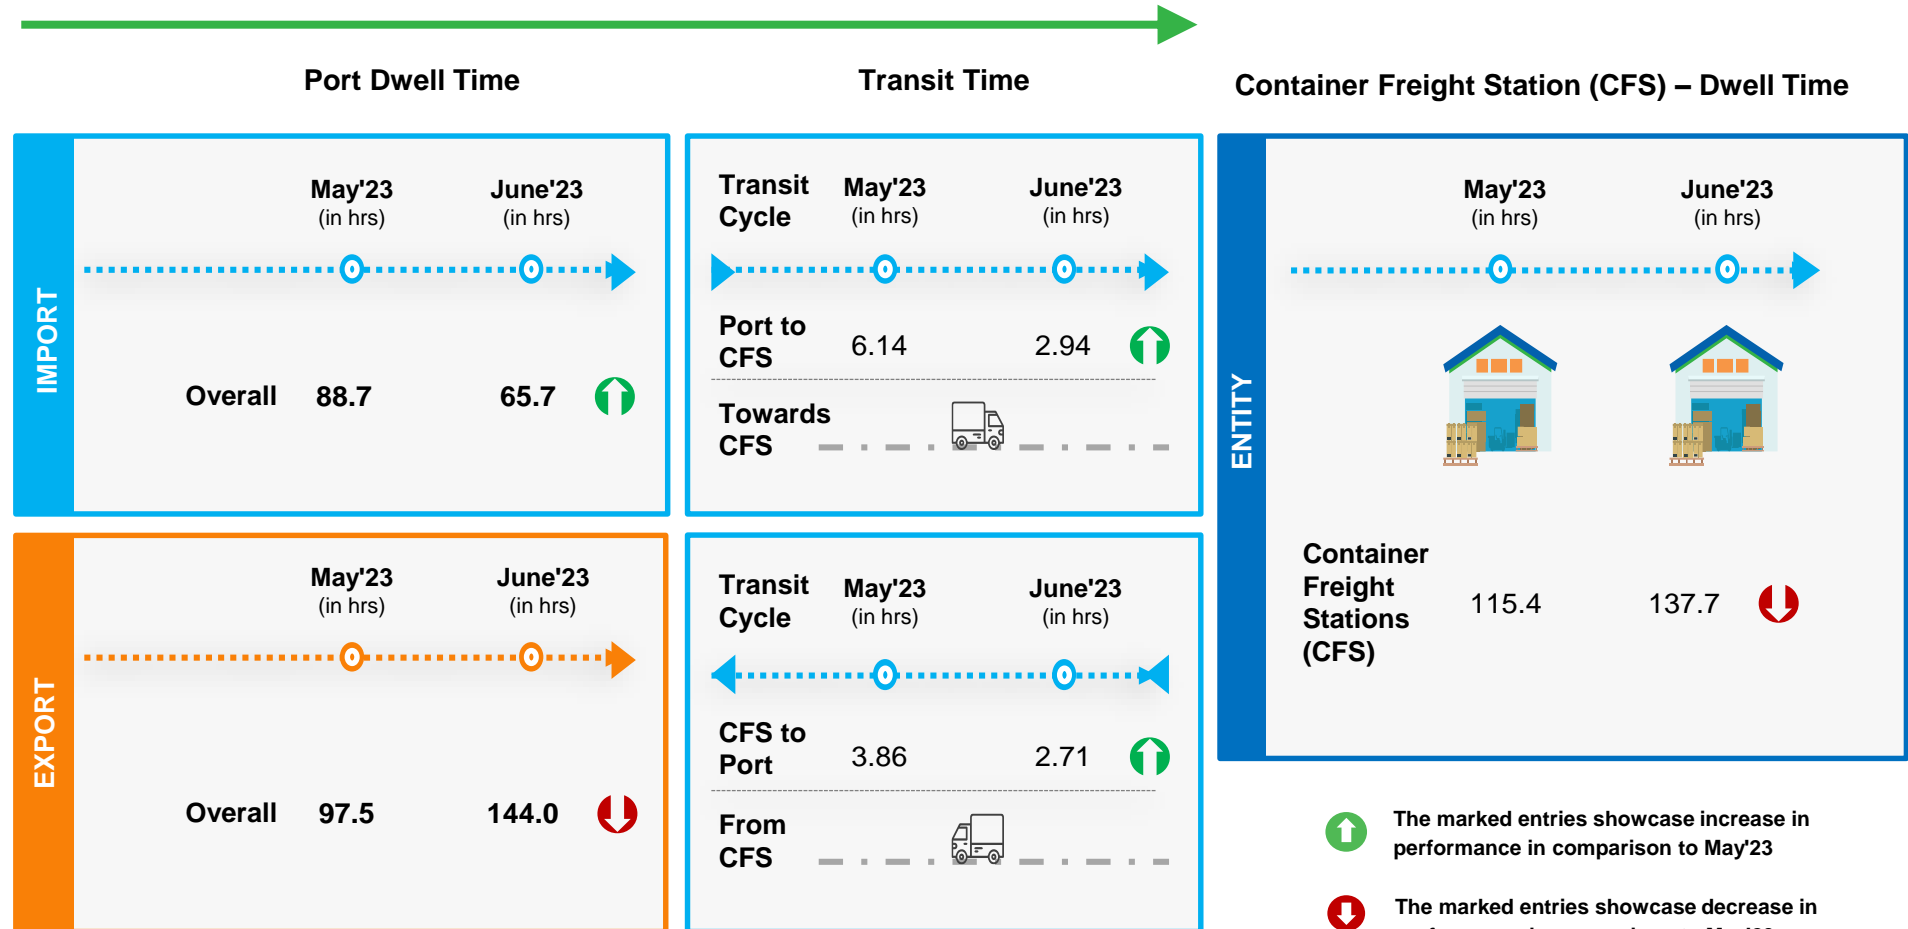 Port Dwell Time
Transit Time
Container Freight Station (CFS) – Dwell Time
IMPORT
May'23
June'23
(in hrs)
(in hrs)
Overall 88.7 65.7
Transit
Cycle
May'23
June'23
(in hrs)
(in hrs)
Port to
CFS
6.14 2.94
Towards
CFS
EXPORT
May'23
June'23
(in hrs)
(in hrs)
Overall 97.5 144.0
Transit
Cycle
May'23
June'23
(in hrs)
(in hrs)
CFS to
Port
3.86 2.71
From
CFS
ENTITY
May'23
June'23
(in hrs)
(in hrs)
Container
Freight
Stations
(CFS)
115.4 137.7
The marked entries showcase increase in
performance in comparison to May'23
The marked entries showcase decrease in